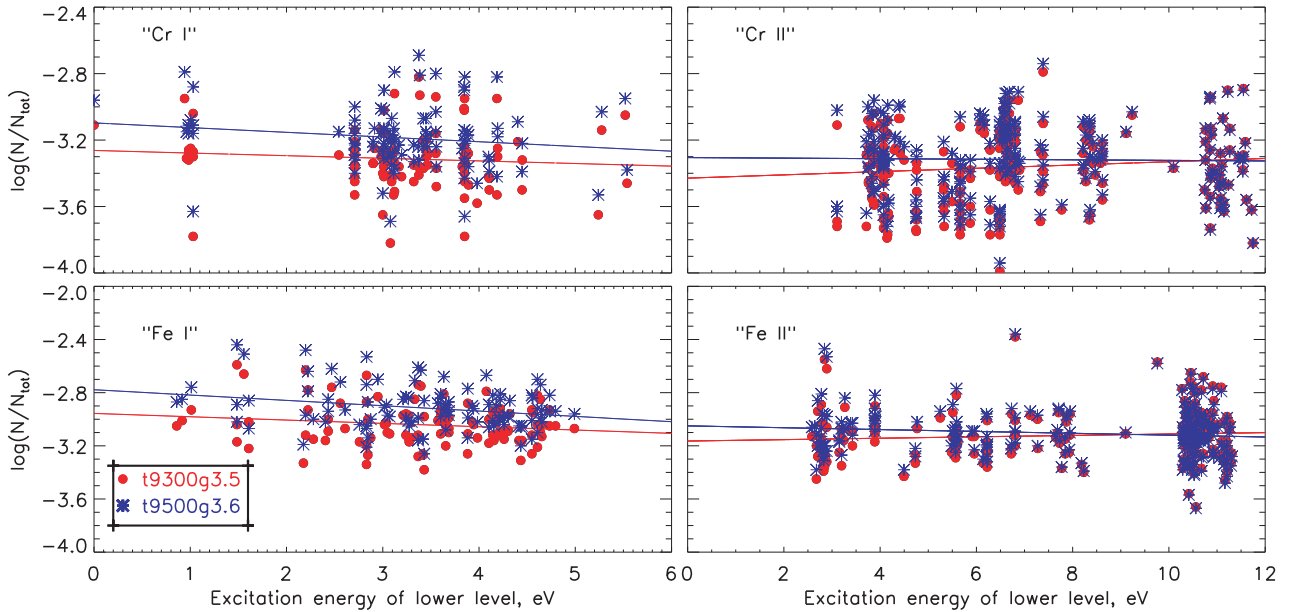 "Cr I"
"Cr II"
−2.4
−2.8
−3.2
−3.6
−4.0
log(N/Ntot)
"Fe I"
"Fe II"
−2.0
−2.4
−2.8
−3.2
−3.6
−4.0
log(N/Ntot)
t9300g3.5
t9500g3.6
0 1 2 3 4 5 6
0 2 4 6 8 10 12
Excitation energy of lower level, eV
Excitation energy of lower level, eV